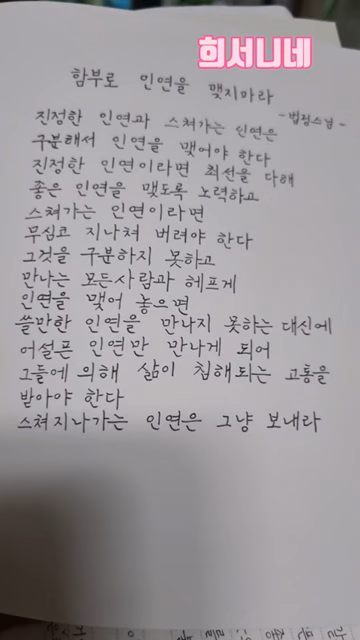 희서니네
함부로 인연을 맺지마라
-법정스님-
진정한 인연과 스쳐가는 인연은
구분해서 인연을 맺어야 한다
진정한 인연이라면 최선을 다해
좋은 인연을 맺도록 노력하고
스쳐가는 인연이라면
무심코 지나쳐 버려야 한다
그것을 구분하지 못하고
만나는 모든사람과 헤프게
인연을 맺어 놓으면
쓸만한 인연을 만나지 못하는 대신에
어설픈 인연만 만나게 되어
그들에 의해 삶이 침해되는 고통을
받아야 한다
스쳐지나가는 인연은 그냥 보내라